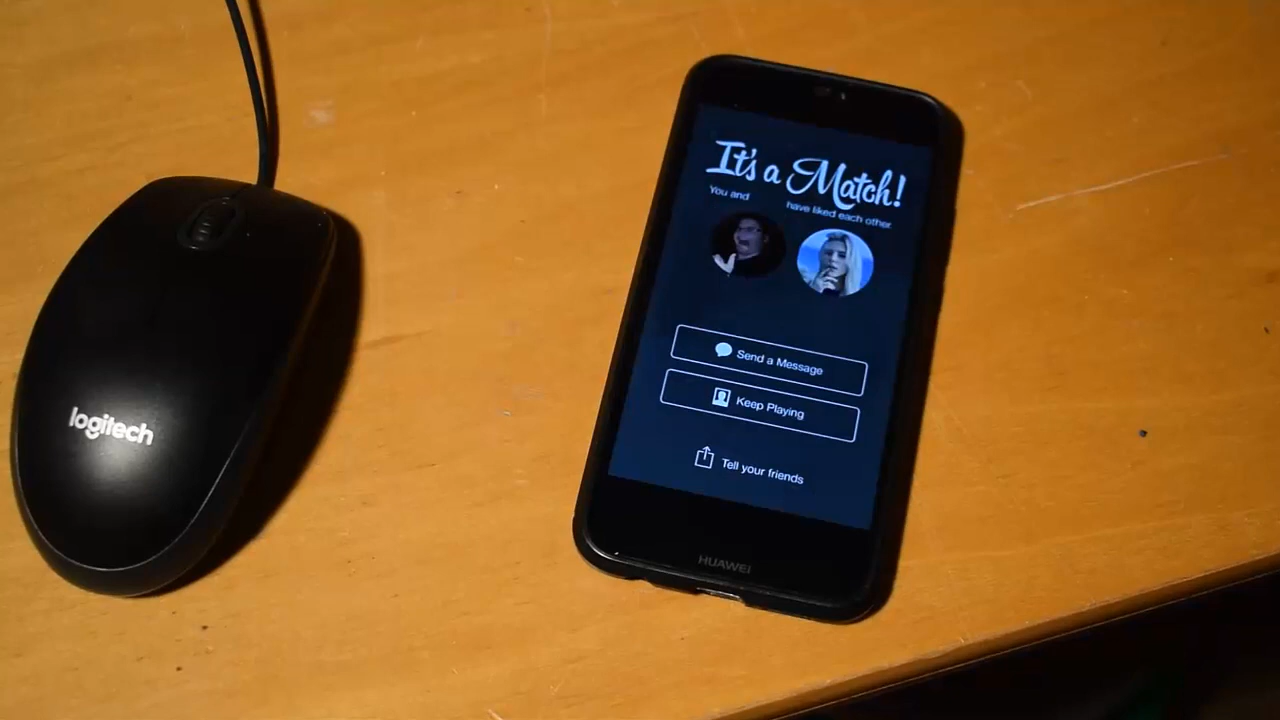 logitech
It's a Match!
You and have liked each other
Send a Message
Keep Playing
Tell your friends
HUAWEI